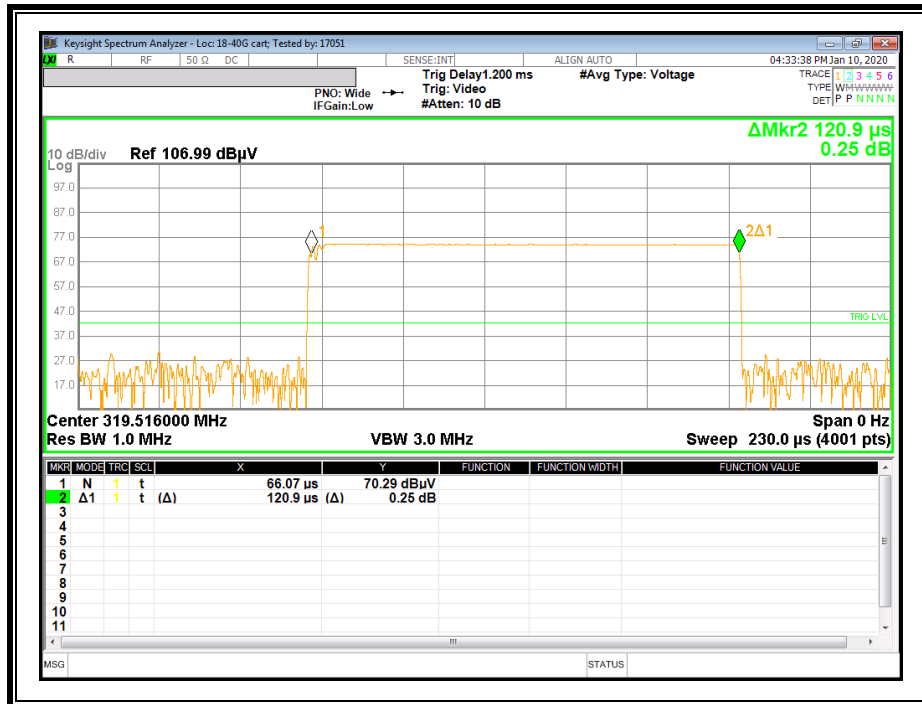 Keysight Spectrum Analyzer - Loc: 18-40G cart; Tested by: 17051
LXI R RF 50 Ω DC SENSE:INT ALIGN AUTO 04:33:38 PM Jan 10, 2020
PNO: Wide
IFGain:Low
Trig Delay1.200 ms
Trig: Video
#Atten: 10 dB
#Avg Type: Voltage
TRACE 1 2 3 4 5 6
TYPE WMWWWWW
DET P P N N N N
ΔMkr2 120.9 µs
0.25 dB
10 dB/div Ref 106.99 dBµV
Log
97.0
87.0
77.0
67.0
57.0
47.0
37.0
27.0
17.0
1
2Δ1
TRIG LVL
Center 319.516000 MHz Span 0 Hz
Res BW 1.0 MHz VBW 3.0 MHz Sweep 230.0 µs (4001 pts)
MKR MODE TRC SCL X Y FUNCTION FUNCTION WIDTH FUNCTION VALUE
1 N 1 t 66.07 µs 70.29 dBµV
2 Δ1 1 t (Δ) 120.9 µs (Δ) 0.25 dB
3
4
5
6
7
8
9
10
11
MSG STATUS